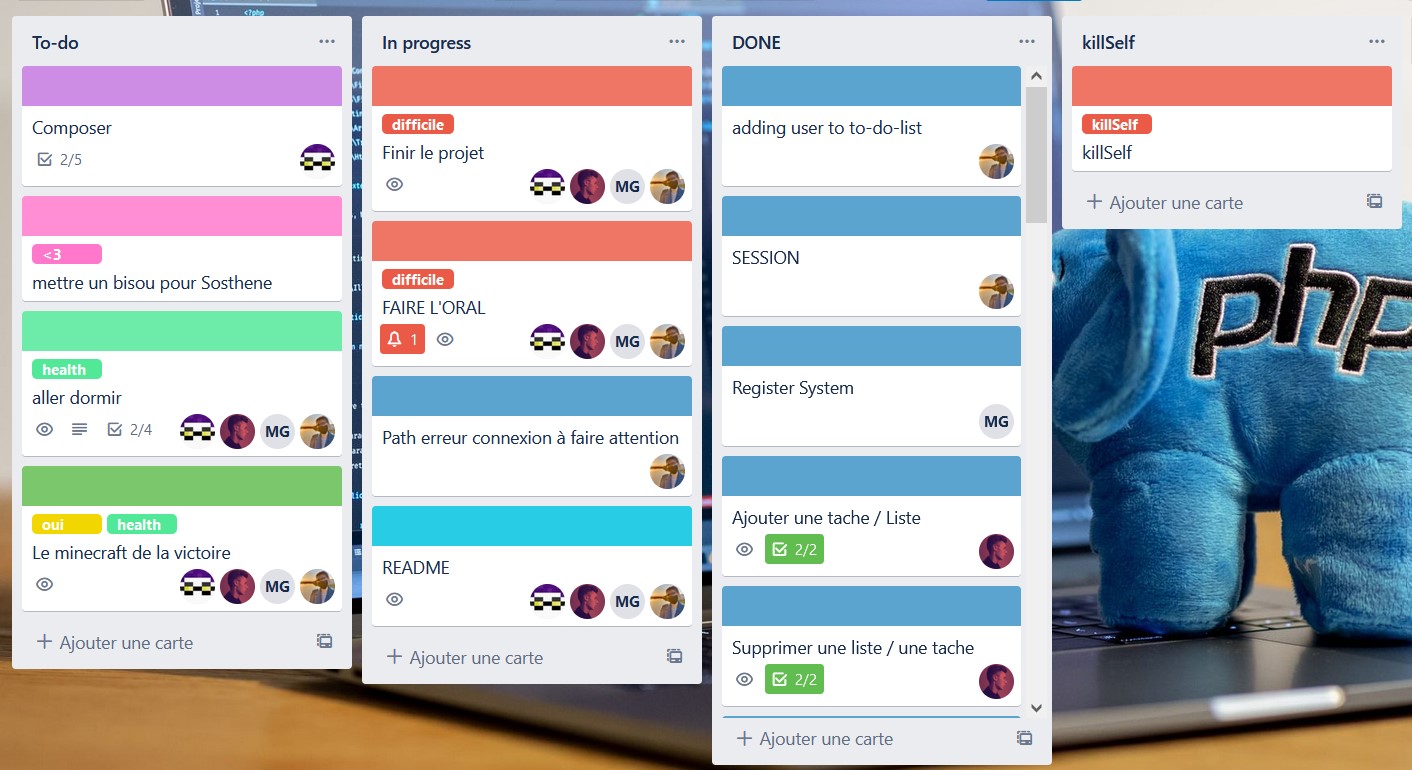 To-do
Composer
2/5
<3
mettre un bisou pour Sosthene
health
aller dormir
2/4
MG
oui
health
Le minecraft de la victoire
MG
Ajouter une carte
In progress
difficile
Finir le projet
MG
difficile
FAIRE L'ORAL
1
MG
Path erreur connexion à faire attention
README
MG
Ajouter une carte
DONE
adding user to to-do-list
SESSION
Register System
MG
Ajouter une tache / Liste
2/2
Supprimer une liste / une tache
2/2
Ajouter une carte
killSelf
killSelf
killSelf
Ajouter une carte
1
<?php
php